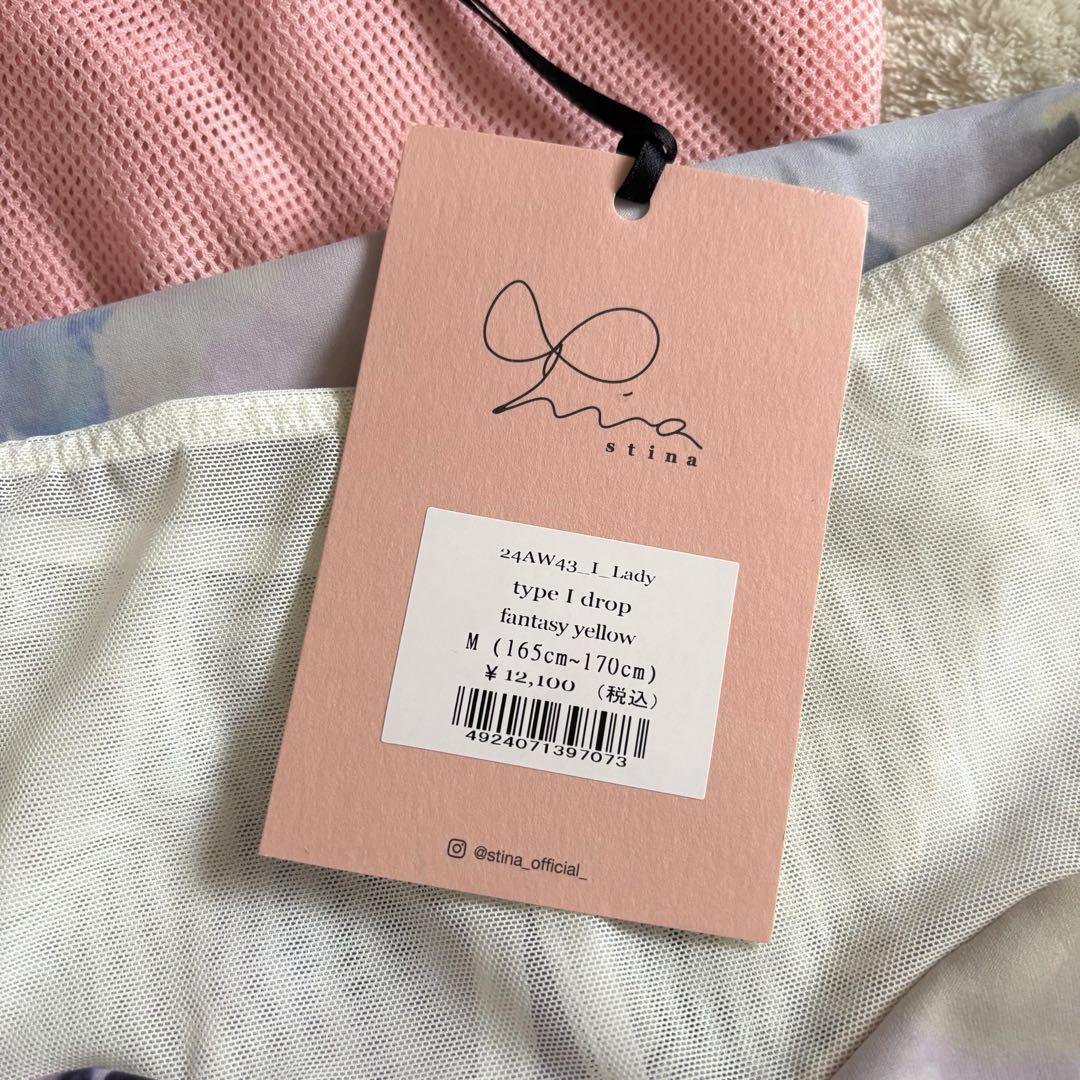 stina
24AW43_I_Lady
type I drop
fantasy yellow
M (165cm~170cm)
¥ 12,100 （税込）
4924071397073
@stina_official_